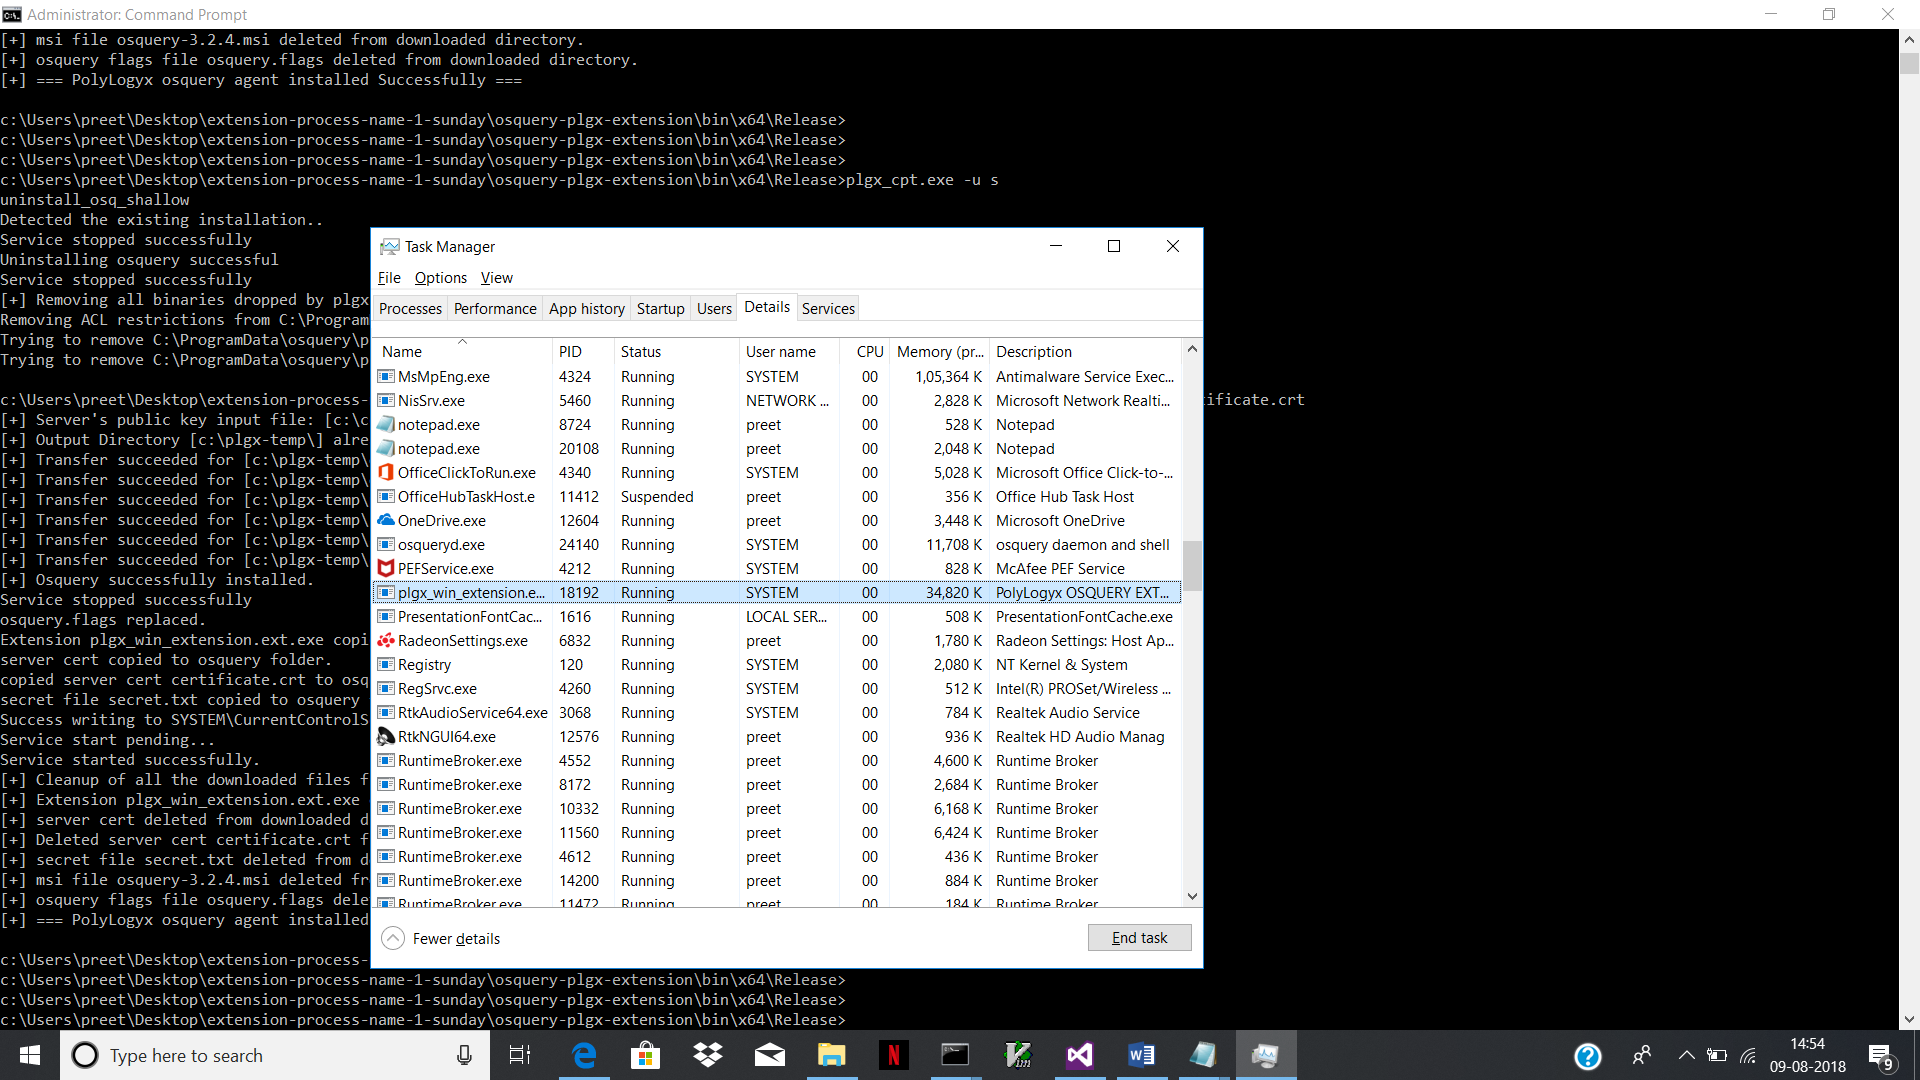 Administrator: Command Prompt
[+] msi file osquery-3.2.4.msi deleted from downloaded directory.
[+] osquery flags file osquery.flags deleted from downloaded directory.
[+] === PolyLogyx osquery agent installed Successfully ===
c:\Users\preet\Desktop\extension-process-name-1-sunday\osquery-plgx-extension\bin\x64\Release>
c:\Users\preet\Desktop\extension-process-name-1-sunday\osquery-plgx-extension\bin\x64\Release>
c:\Users\preet\Desktop\extension-process-name-1-sunday\osquery-plgx-extension\bin\x64\Release>
c:\Users\preet\Desktop\extension-process-name-1-sunday\osquery-plgx-extension\bin\x64\Release>plgx_cpt.exe -u s
uninstall_osq_shallow
Detected the existing installation..
Service stopped successfully
Uninstalling osquery successful
Service stopped successfully
[+] Removing all binaries dropped by plgx
Removing ACL restrictions from C:\Program
Trying to remove C:\ProgramData\osquery\p
Trying to remove C:\ProgramData\osquery\p
c:\Users\preet\Desktop\extension-process- ificate.crt
[+] Server's public key input file: [c:\c
[+] Output Directory [c:\plgx-temp\] alre
[+] Transfer succeeded for [c:\plgx-temp\
[+] Transfer succeeded for [c:\plgx-temp\
[+] Transfer succeeded for [c:\plgx-temp\
[+] Transfer succeeded for [c:\plgx-temp\
[+] Transfer succeeded for [c:\plgx-temp\
[+] Transfer succeeded for [c:\plgx-temp\
[+] Osquery successfully installed.
Service stopped successfully
osquery.flags replaced.
Extension plgx_win_extension.ext.exe copi
server cert copied to osquery folder.
copied server cert certificate.crt to osq
secret file secret.txt copied to osquery
Success writing to SYSTEM\CurrentControlS
Service start pending...
Service started successfully.
[+] Cleanup of all the downloaded files f
[+] Extension plgx_win_extension.ext.exe
[+] server cert deleted from downloaded d
[+] Deleted server cert certificate.crt f
[+] secret file secret.txt deleted from d
[+] msi file osquery-3.2.4.msi deleted fr
[+] osquery flags file osquery.flags dele
[+] === PolyLogyx osquery agent installed
c:\Users\preet\Desktop\extension-process-
c:\Users\preet\Desktop\extension-process-name-1-sunday\osquery-plgx-extension\bin\x64\Release>
c:\Users\preet\Desktop\extension-process-name-1-sunday\osquery-plgx-extension\bin\x64\Release>
c:\Users\preet\Desktop\extension-process-name-1-sunday\osquery-plgx-extension\bin\x64\Release>
Task Manager
File Options View
Processes Performance App history Startup Users Details Services
Name PID Status User name CPU Memory (pr... Description
MsMpEng.exe 4324 Running SYSTEM 00 1,05,364 K Antimalware Service Exec...
NisSrv.exe 5460 Running NETWORK ... 00 2,828 K Microsoft Network Realti...
notepad.exe 8724 Running preet 00 528 K Notepad
notepad.exe 20108 Running preet 00 2,048 K Notepad
OfficeClickToRun.exe 4340 Running SYSTEM 00 5,028 K Microsoft Office Click-to-...
OfficeHubTaskHost.e 11412 Suspended preet 00 356 K Office Hub Task Host
OneDrive.exe 12604 Running preet 00 3,448 K Microsoft OneDrive
osqueryd.exe 24140 Running SYSTEM 00 11,708 K osquery daemon and shell
PEFService.exe 4212 Running SYSTEM 00 828 K McAfee PEF Service
plgx_win_extension.e... 18192 Running SYSTEM 00 34,820 K PolyLogyx OSQUERY EXT...
PresentationFontCac... 1616 Running LOCAL SER... 00 508 K PresentationFontCache.exe
RadeonSettings.exe 6832 Running preet 00 1,780 K Radeon Settings: Host Ap...
Registry 120 Running SYSTEM 00 2,080 K NT Kernel & System
RegSrvc.exe 4260 Running SYSTEM 00 512 K Intel(R) PROSet/Wireless ...
RtkAudioService64.exe 3068 Running SYSTEM 00 784 K Realtek Audio Service
RtkNGUI64.exe 12576 Running preet 00 936 K Realtek HD Audio Manag
RuntimeBroker.exe 4552 Running preet 00 4,600 K Runtime Broker
RuntimeBroker.exe 8172 Running preet 00 2,684 K Runtime Broker
RuntimeBroker.exe 10332 Running preet 00 6,168 K Runtime Broker
RuntimeBroker.exe 11560 Running preet 00 6,424 K Runtime Broker
RuntimeBroker.exe 4612 Running preet 00 436 K Runtime Broker
RuntimeBroker.exe 14200 Running preet 00 884 K Runtime Broker
RuntimeBroker.exe 11472 Running preet 00 184 K Runtime Broker
Fewer details End task
Type here to search
14:54
09-08-2018
9